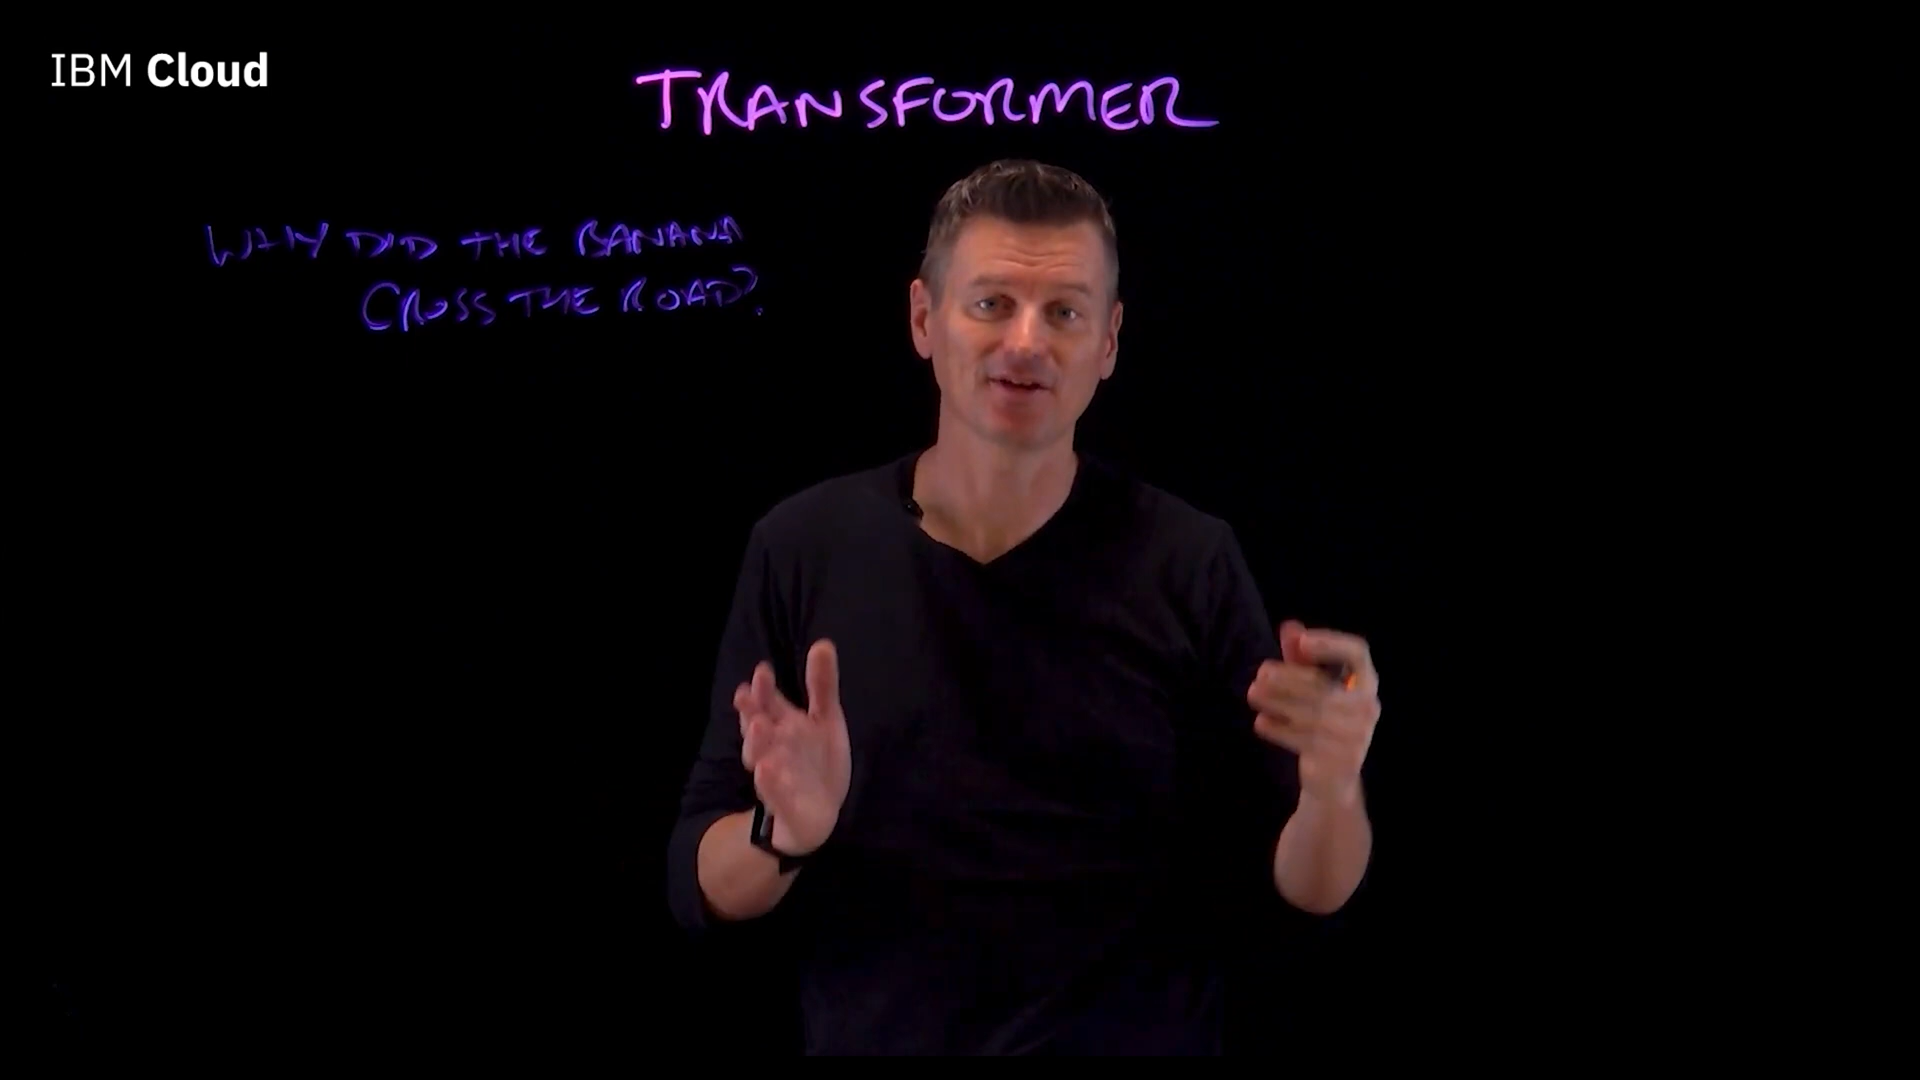 IBM Cloud
TRANSFORMER
WHY DID THE BANANA
CROSS THE ROAD?